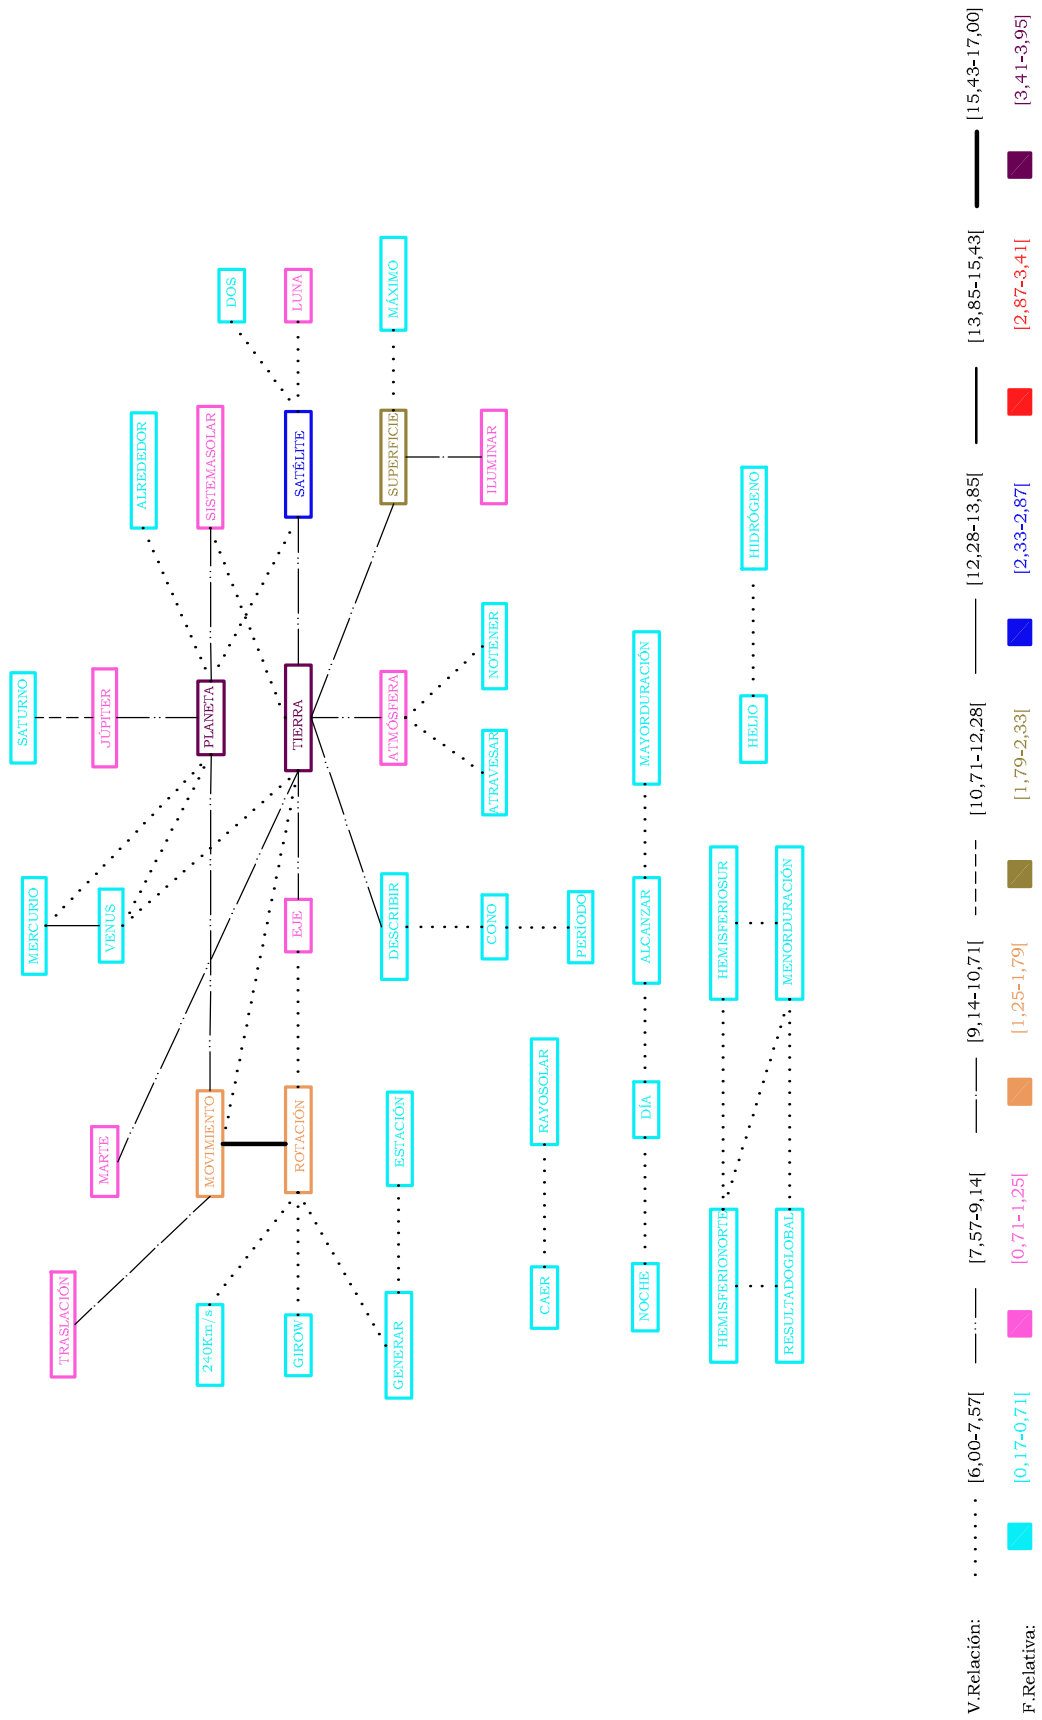 SATURNO
MERCURIO
TRASLACIÓN
MARTE
VENUS
JÚPITER
ALREDEDOR
240Km/s
MOVIMIENTO
PLANETA
SISTEMASOLAR
DOS
GIROW
ROTACIÓN
EJE
TIERRA
SATÉLITE
LUNA
GENERAR
ESTACIÓN
DESCRIBIR
ATMÓSFERA
SUPERFICIE
MÁXIMO
CONO
ATRAVESAR
NOTENER
ILUMINAR
CAER
RAYOSOLAR
PERÍODO
NOCHE
DÍA
ALCANZAR
MAYORDURACIÓN
HEMISFERIONORTE
HEMISFERIOSUR
HELIO
HIDRÓGENO
RESULTADOGLOBAL
MENORDURACIÓN
V.Relación: [6,00-7,57[ [7,57-9,14[ [9,14-10,71[ [10,71-12,28[ [12,28-13,85[ [13,85-15,43[ [15,43-17,00]
F.Relativa: [0,17-0,71[ [0,71-1,25[ [1,25-1,79[ [1,79-2,33[ [2,33-2,87[ [2,87-3,41[ [3,41-3,95]